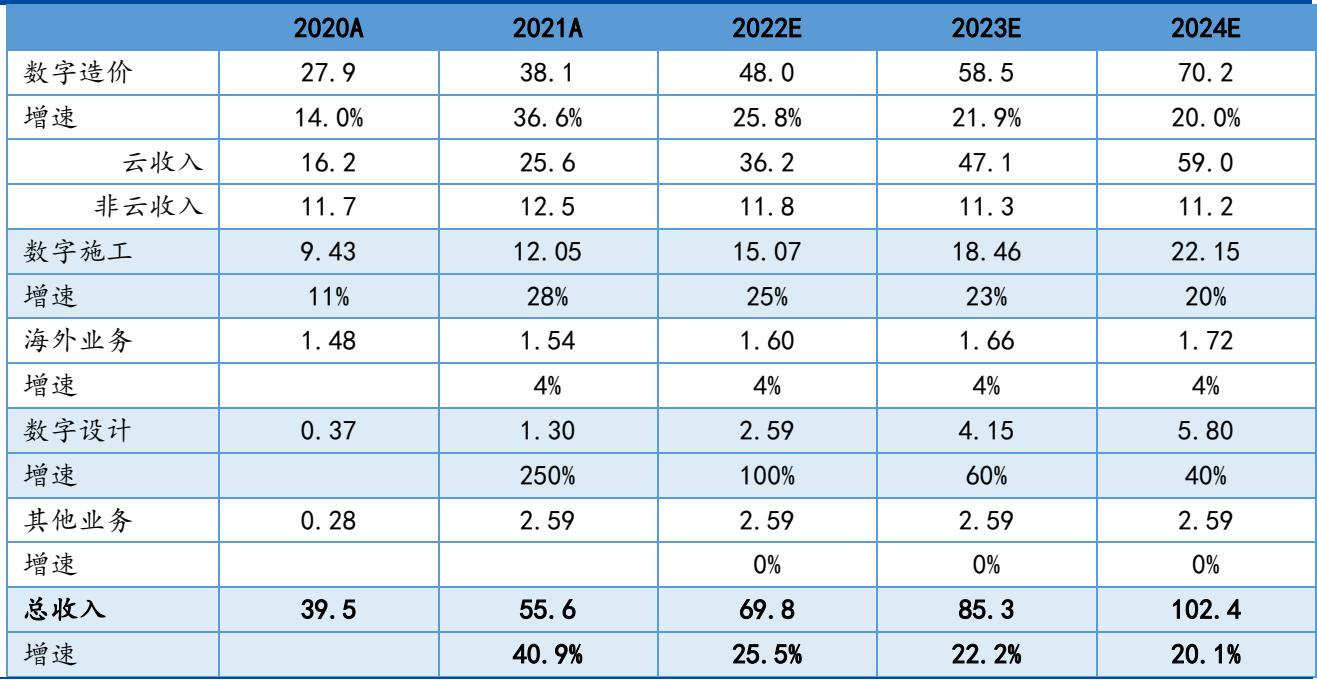 2020A 2021A 2022E 2023E 2024E
数字造价 27.9 38.1 48.0 58.5 70.2
增速 14.0% 36.6% 25.8% 21.9% 20.0%
云收入 16.2 25.6 36.2 47.1 59.0
非云收入 11.7 12.5 11.8 11.3 11.2
数字施工 9.43 12.05 15.07 18.46 22.15
增速 11% 28% 25% 23% 20%
海外业务 1.48 1.54 1.60 1.66 1.72
增速 4% 4% 4% 4%
数字设计 0.37 1.30 2.59 4.15 5.80
增速 250% 100% 60% 40%
其他业务 0.28 2.59 2.59 2.59 2.59
增速 0% 0% 0%
总收入 39.5 55.6 69.8 85.3 102.4
增速 40.9% 25.5% 22.2% 20.1%